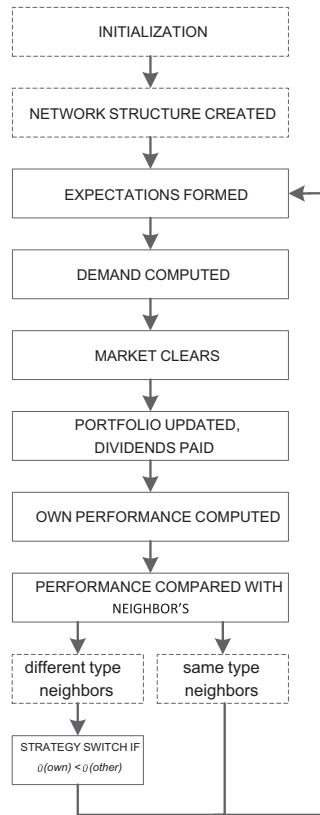 INITIALIZATION
NETWORK STRUCTURE CREATED
EXPECTATIONS FORMED
DEMAND COMPUTED
MARKET CLEARS
PORTFOLIO UPDATED,
DIVIDENDS PAID
OWN PERFORMANCE COMPUTED
PERFORMANCE COMPARED WITH
NEIGHBOR'S
different type
neighbors
same type
neighbors
STRATEGY SWITCH IF
Û(own) < Û(other)